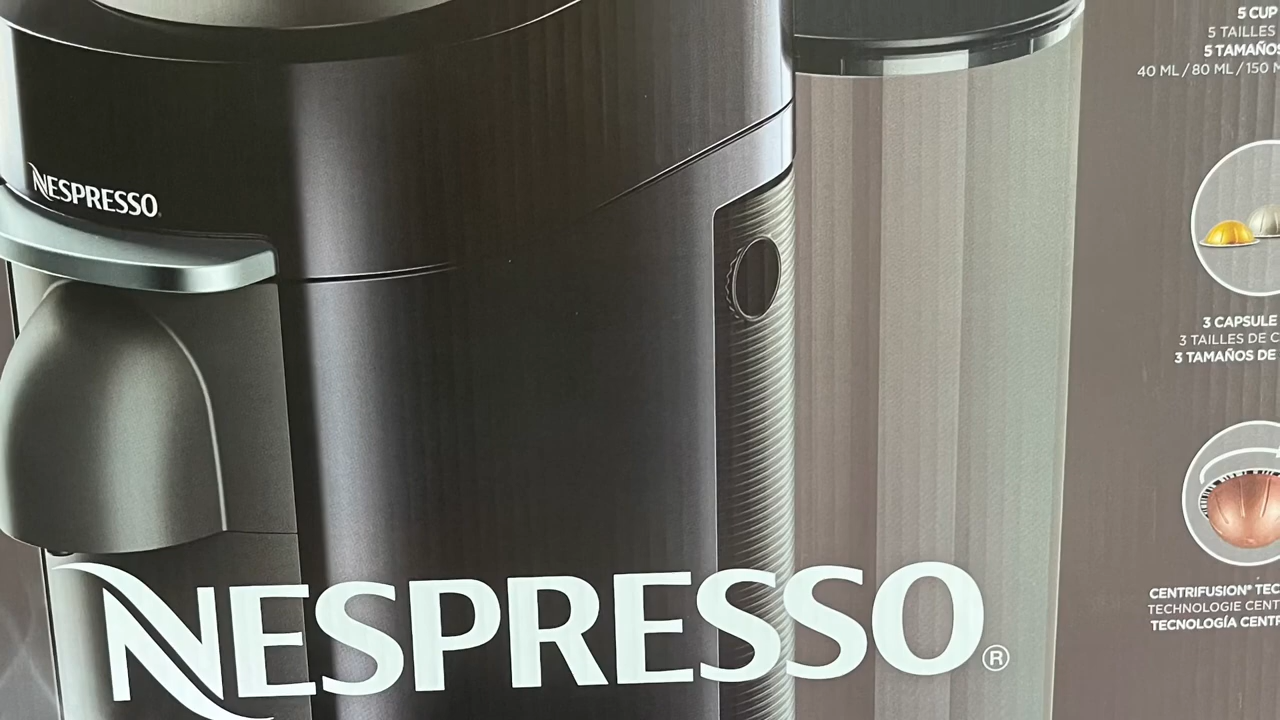 5 CUP
5 TAILLES
5 TAMAÑOS
40 ML / 80 ML / 150 M
NESPRESSO
3 CAPSULE
3 TAILLES DE C
3 TAMAÑOS DE
NESPRESSO®
CENTRIFUSION® TEC
TECHNOLOGIE CENT
TECNOLOGÍA CENTR